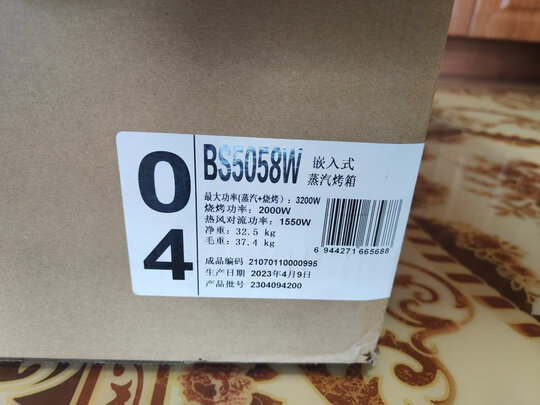 04
BS5058W 嵌入式
蒸汽烤箱
最大功率(蒸汽+烧烤)：3200W
烧烤功率：2000W
热风对流功率：1550W
净重：32.5 kg
毛重：37.4 kg
6 944271 665688
成品编码 21070110000995
生产日期 2023年4月9日
产品批号 2304094200